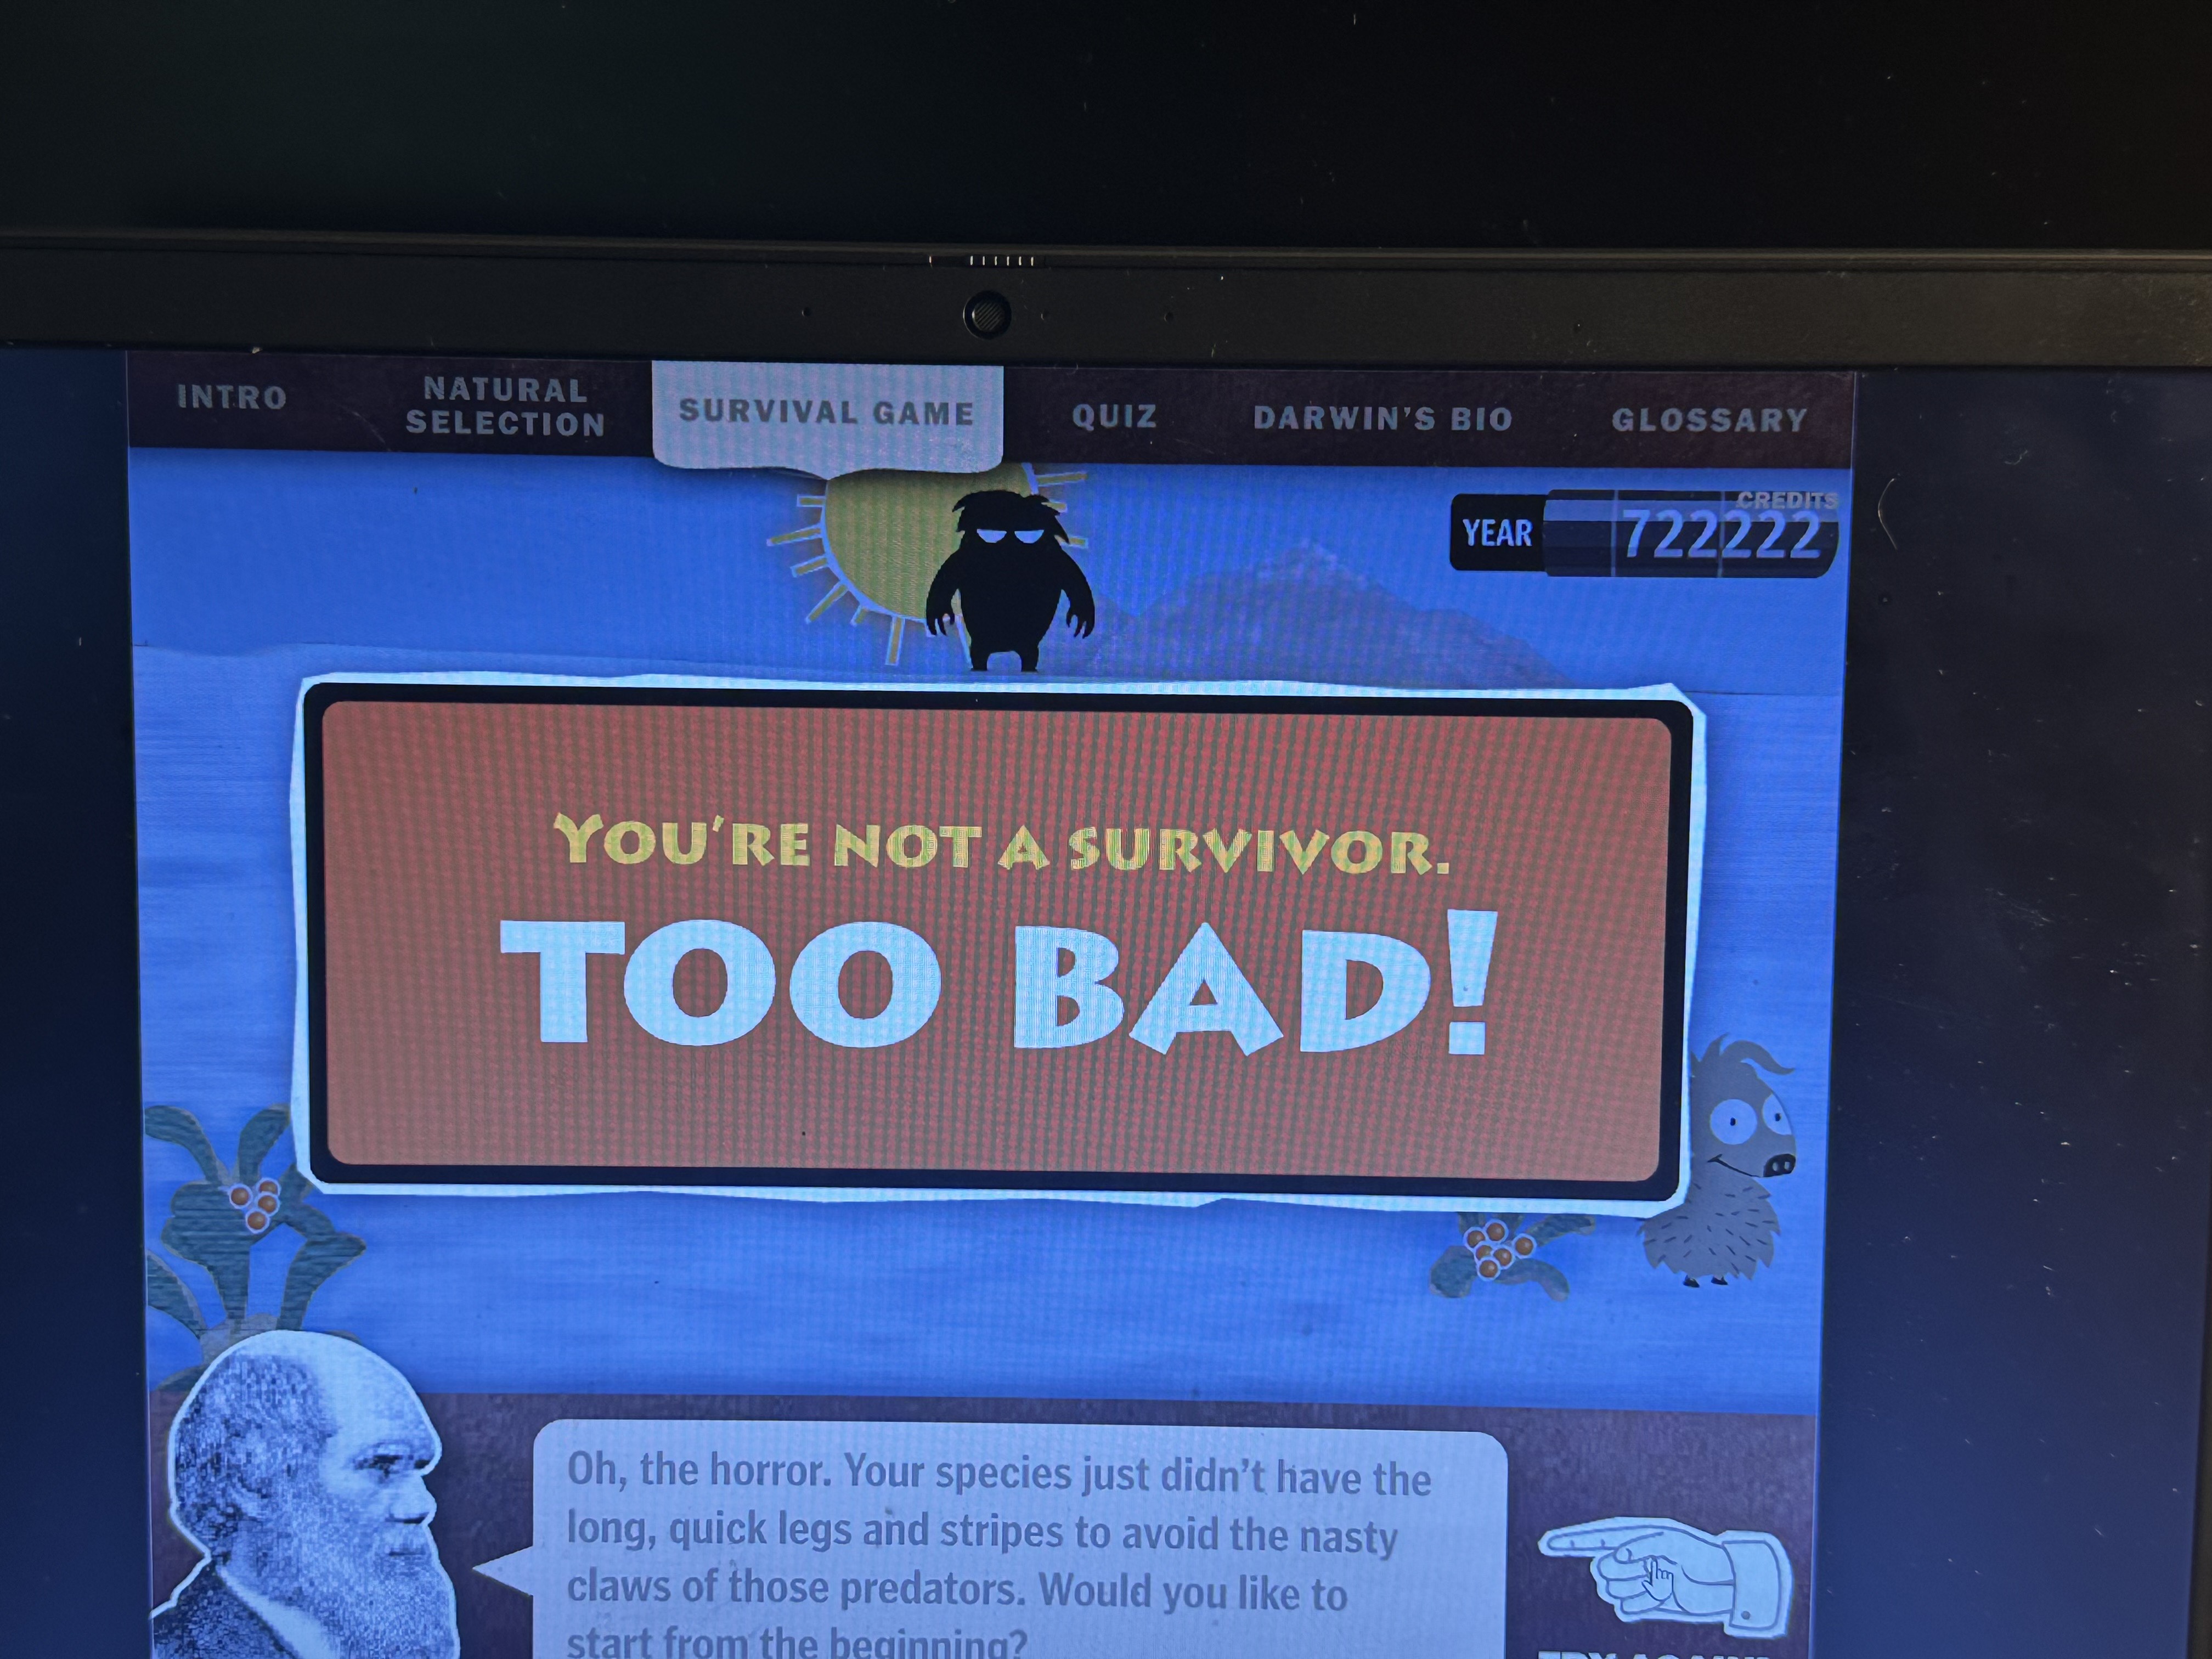 INTRO
NATURAL
SELECTION
SURVIVAL GAME
QUIZ
DARWIN'S BIO
GLOSSARY
CREDITS
YEAR 722222
YOU'RE NOT A SURVIVOR.
TOO BAD!
Oh, the horror. Your species just didn't have the
long, quick legs and stripes to avoid the nasty
claws of those predators. Would you like to
start from the beginning?
TRY AGAIN!